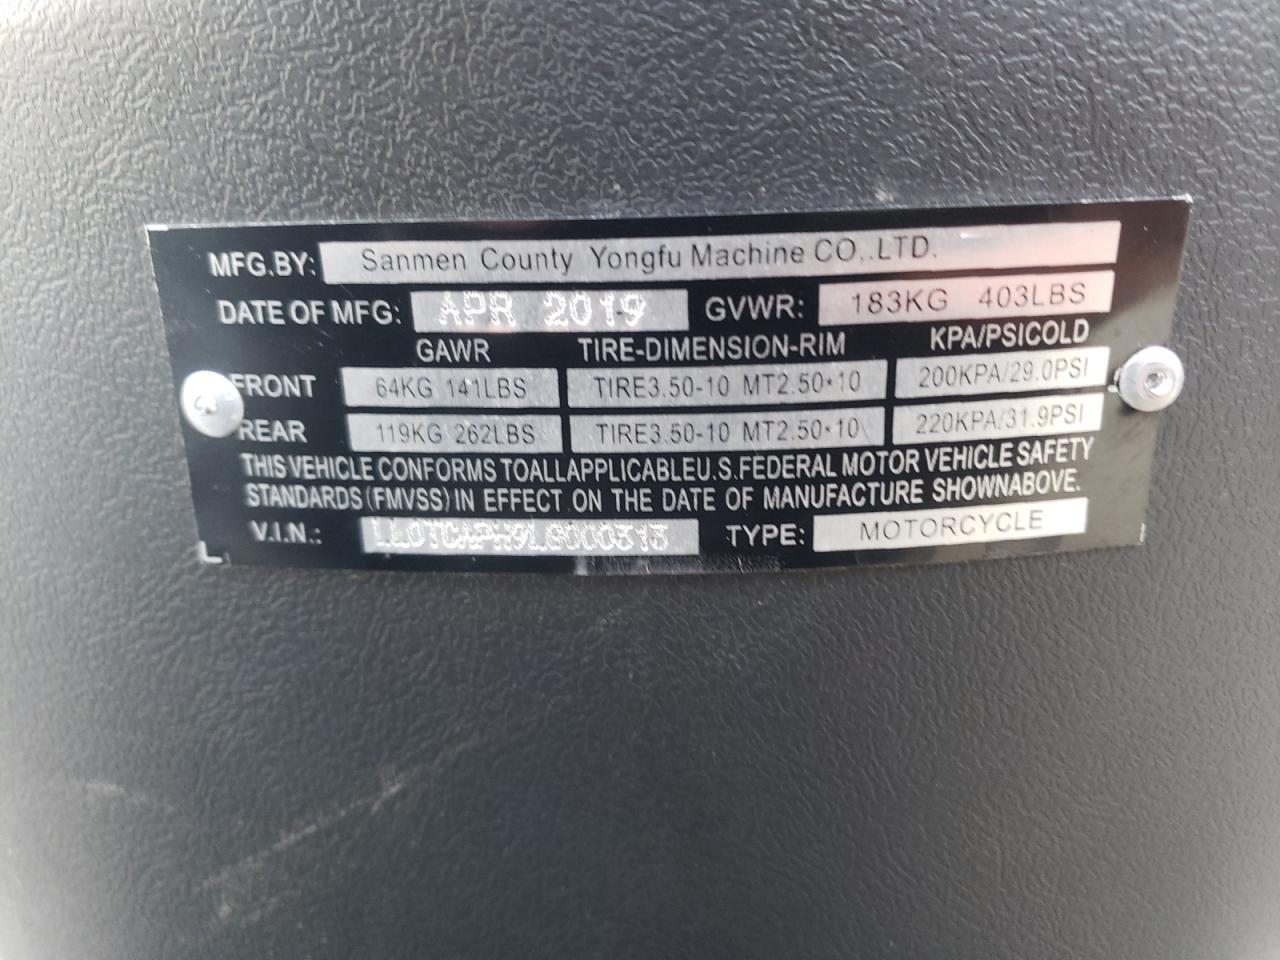 MFG.BY: Sanmen County Yongfu Machine CO,.LTD.
DATE OF MFG: APR 2019 GVWR: 183KG 403LBS
GAWR TIRE-DIMENSION-RIM KPA/PSICOLD
FRONT 64KG 141LBS TIRE3.50-10 MT2.50*10 200KPA/29.0PSI
REAR 119KG 262LBS TIRE3.50-10 MT2.50*10 220KPA/31.9PSI
THIS VEHICLE CONFORMS TOALLAPPLICABLEU.S.FEDERAL MOTOR VEHICLE SAFETY
STANDARDS(FMVSS)IN EFFECT ON THE DATE OF MANUFACTURE SHOWNABOVE.
V.I.N.: LL0TCAPH9LG000313 TYPE: MOTORCYCLE